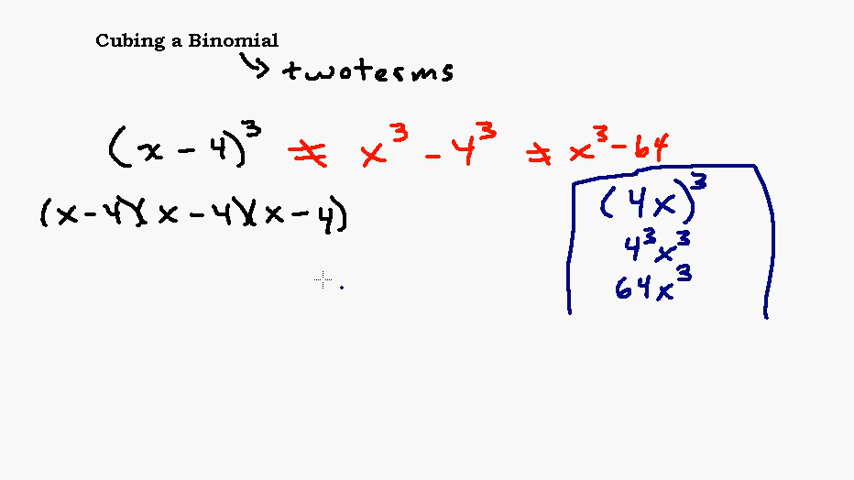 Cubing a Binomial
twoterms
(x - 4)³ ≠ x³ - 4³ ≠ x³ - 64
(x - 4)(x - 4)(x - 4)
(4x)³
4³x³
64x³